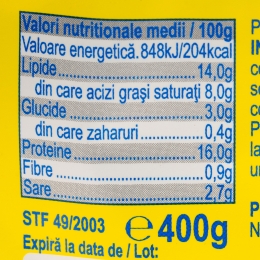 Valori nutritionale medii / 100g
Valoare energetică.848kJ/204kcal
Lipide..................................14,0g
din care acizi grași saturați 8,0g
Glucide................................3,0g
din care zaharuri................0,4g
Proteine..............................16,0g
Fibre....................................0,9g
Sare.....................................2,7g
STF 49/2003 ℮400g
Expiră la data de / Lot: